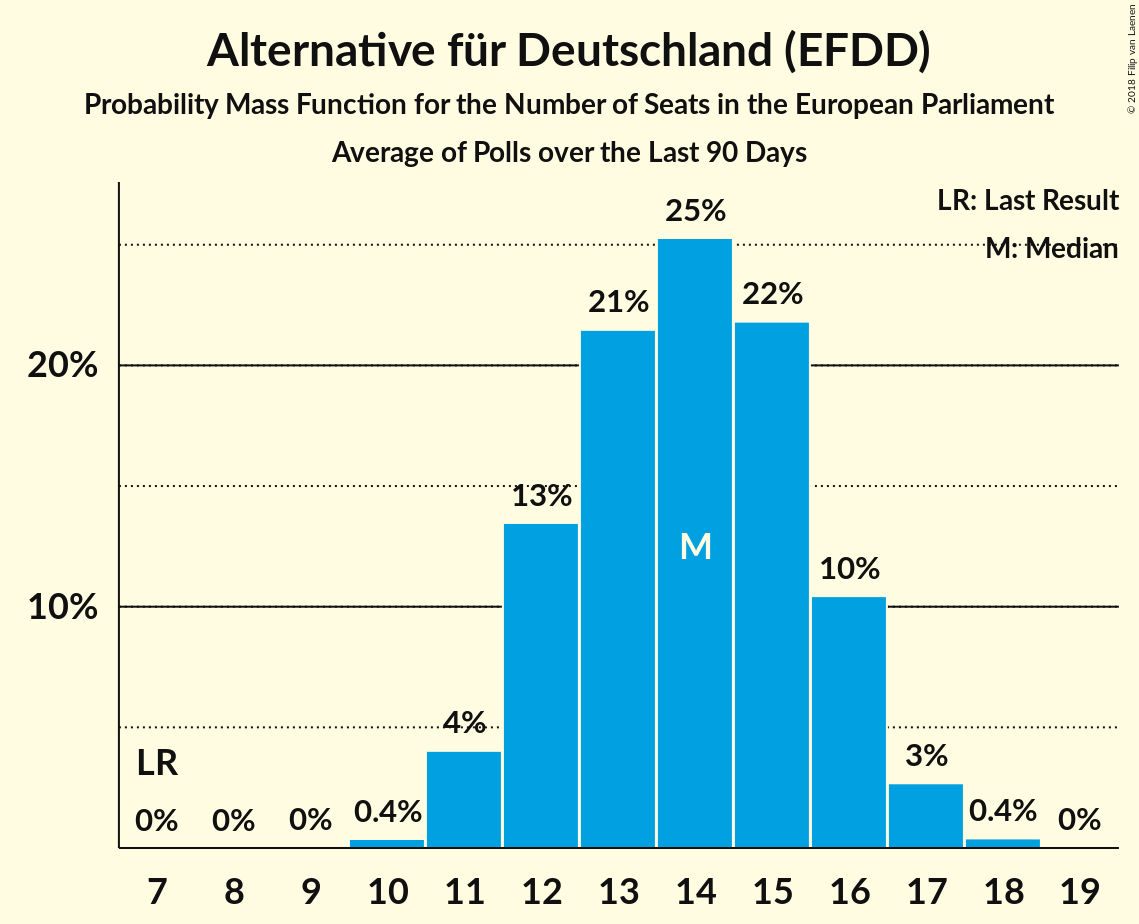 Alternative für Deutschland (EFDD)
Probability Mass Function for the Number of Seats in the European Parliament
Average of Polls over the Last 90 Days
© 2018 Filip van Laenen
LR: Last Result
M: Median
25%
22%
21%
20%
13%
M
10%
10%
4%
LR
3%
0%
0%
0%
0.4%
0.4%
0%
7 8 9 10 11 12 13 14 15 16 17 18 19